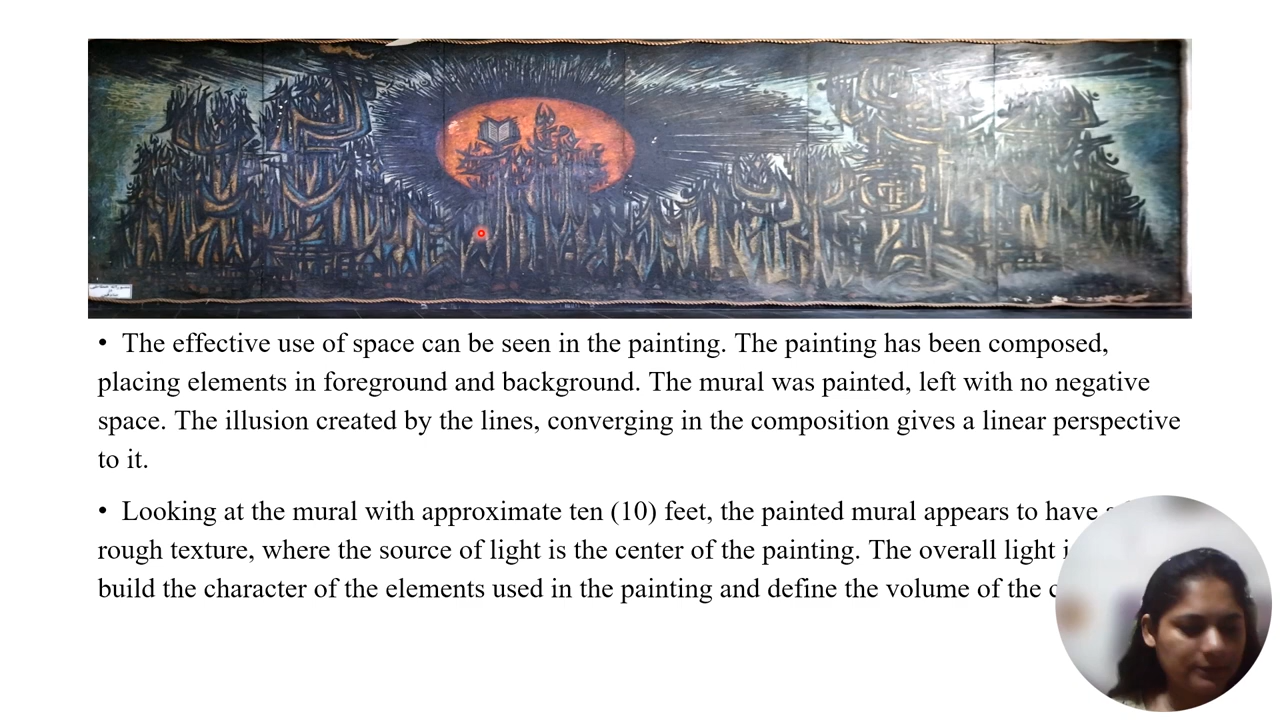 • The effective use of space can be seen in the painting. The painting has been composed,
placing elements in foreground and background. The mural was painted, left with no negative
space. The illusion created by the lines, converging in the composition gives a linear perspective
to it.
• Looking at the mural with approximate ten (10) feet, the painted mural appears to have
rough texture, where the source of light is the center of the painting. The overall light
build the character of the elements used in the painting and define the volume of the